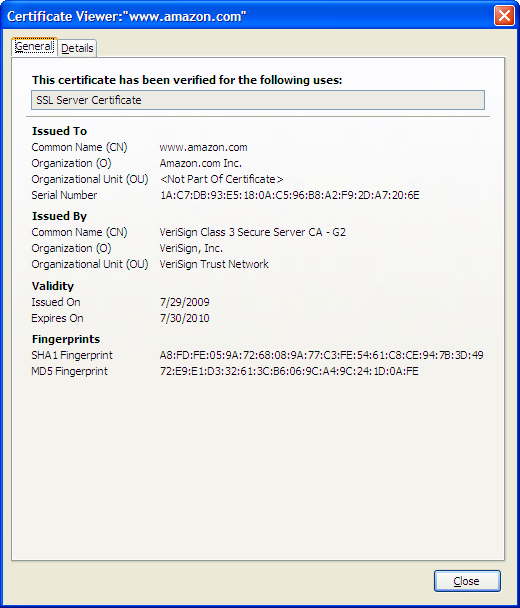 Certificate Viewer:"www.amazon.com"
General Details
This certificate has been verified for the following uses:
SSL Server Certificate
Issued To
Common Name (CN) www.amazon.com
Organization (O) Amazon.com Inc.
Organizational Unit (OU) <Not Part Of Certificate>
Serial Number 1A:C7:DB:93:E5:18:0A:C5:96:B8:A2:F9:2D:A7:20:6E
Issued By
Common Name (CN) VeriSign Class 3 Secure Server CA - G2
Organization (O) VeriSign, Inc.
Organizational Unit (OU) VeriSign Trust Network
Validity
Issued On 7/29/2009
Expires On 7/30/2010
Fingerprints
SHA1 Fingerprint A8:FD:FE:05:9A:72:68:08:9A:77:C3:FE:54:61:C8:CE:94:7B:3D:49
MD5 Fingerprint 72:E9:E1:D3:32:61:3C:B6:06:9C:A4:9C:24:1D:0A:FE
Close